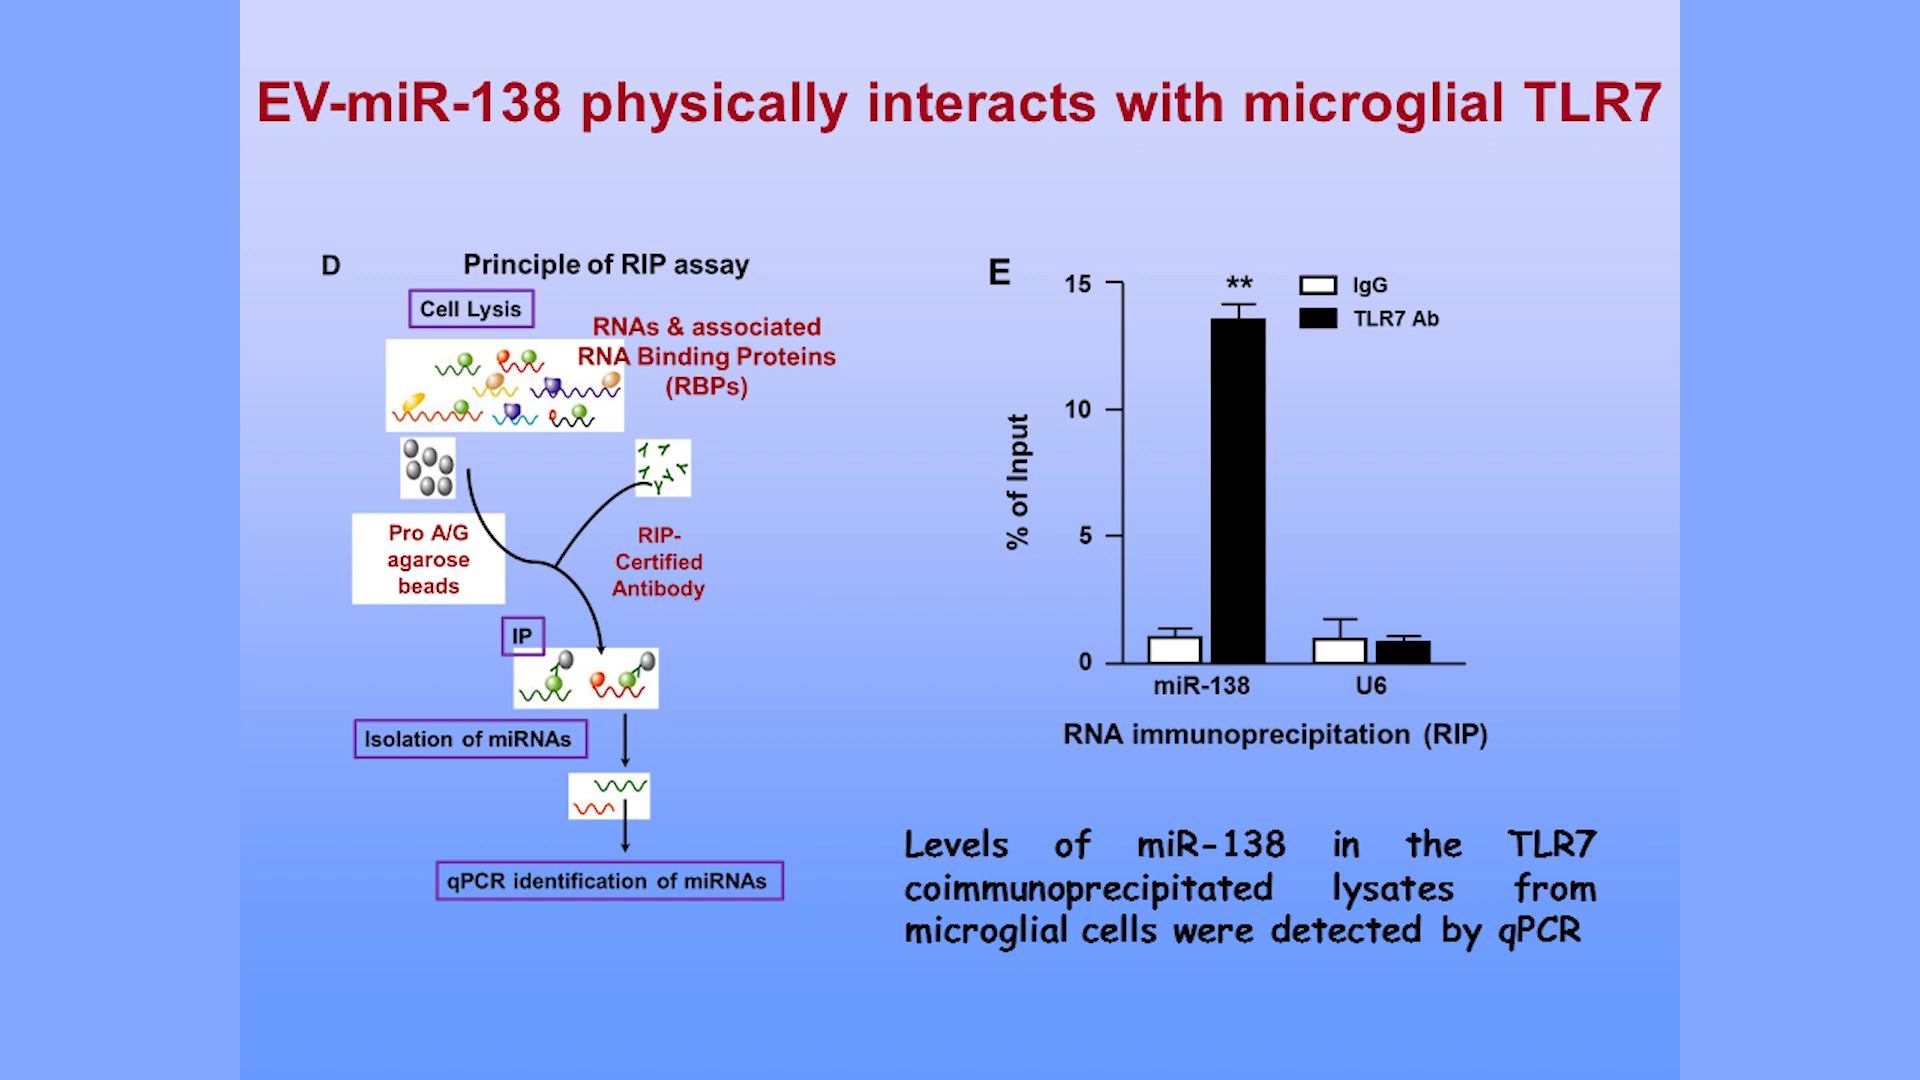 EV-miR-138 physically interacts with microglial TLR7
D
Principle of RIP assay
Cell Lysis
RNAs & associated
RNA Binding Proteins
(RBPs)
Pro A/G
agarose
beads
RIP-
Certified
Antibody
IP
Isolation of miRNAs
qPCR identification of miRNAs
E
15
10
5
0
% of Input
**
IgG
TLR7 Ab
miR-138
U6
RNA immunoprecipitation (RIP)
Levels of miR-138 in the TLR7
coimmunoprecipitated lysates from
microglial cells were detected by qPCR